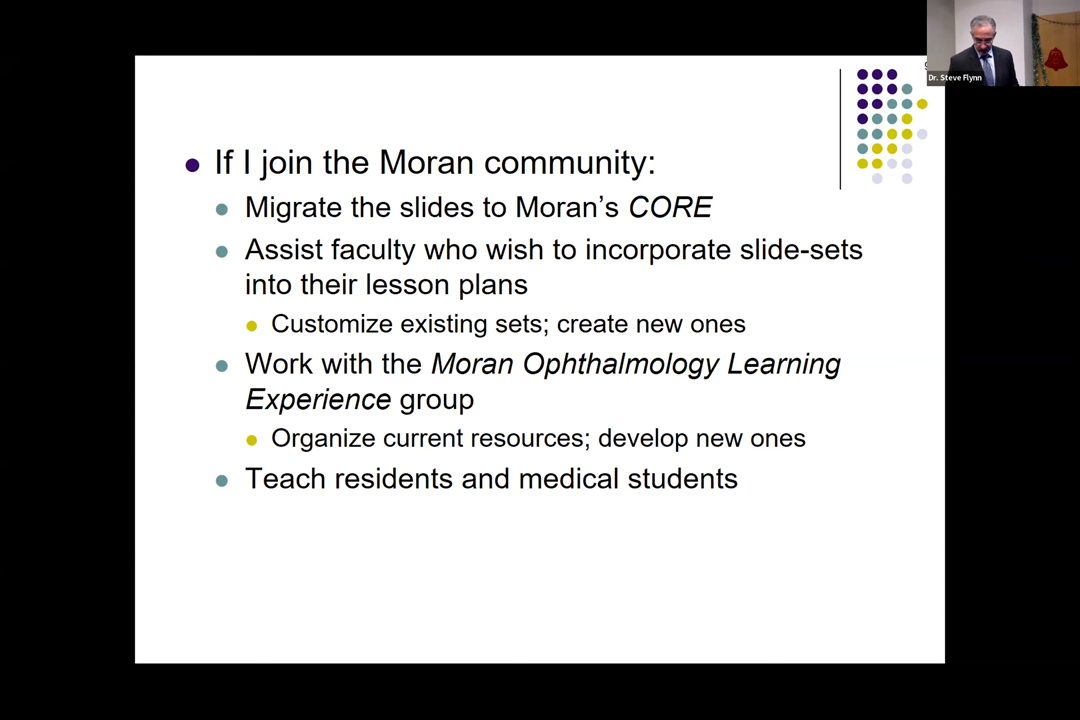 If I join the Moran community:
Migrate the slides to Moran's CORE
Assist faculty who wish to incorporate slide-sets
into their lesson plans
Customize existing sets; create new ones
Work with the Moran Ophthalmology Learning
Experience group
Organize current resources; develop new ones
Teach residents and medical students
Dr. Steve Flynn